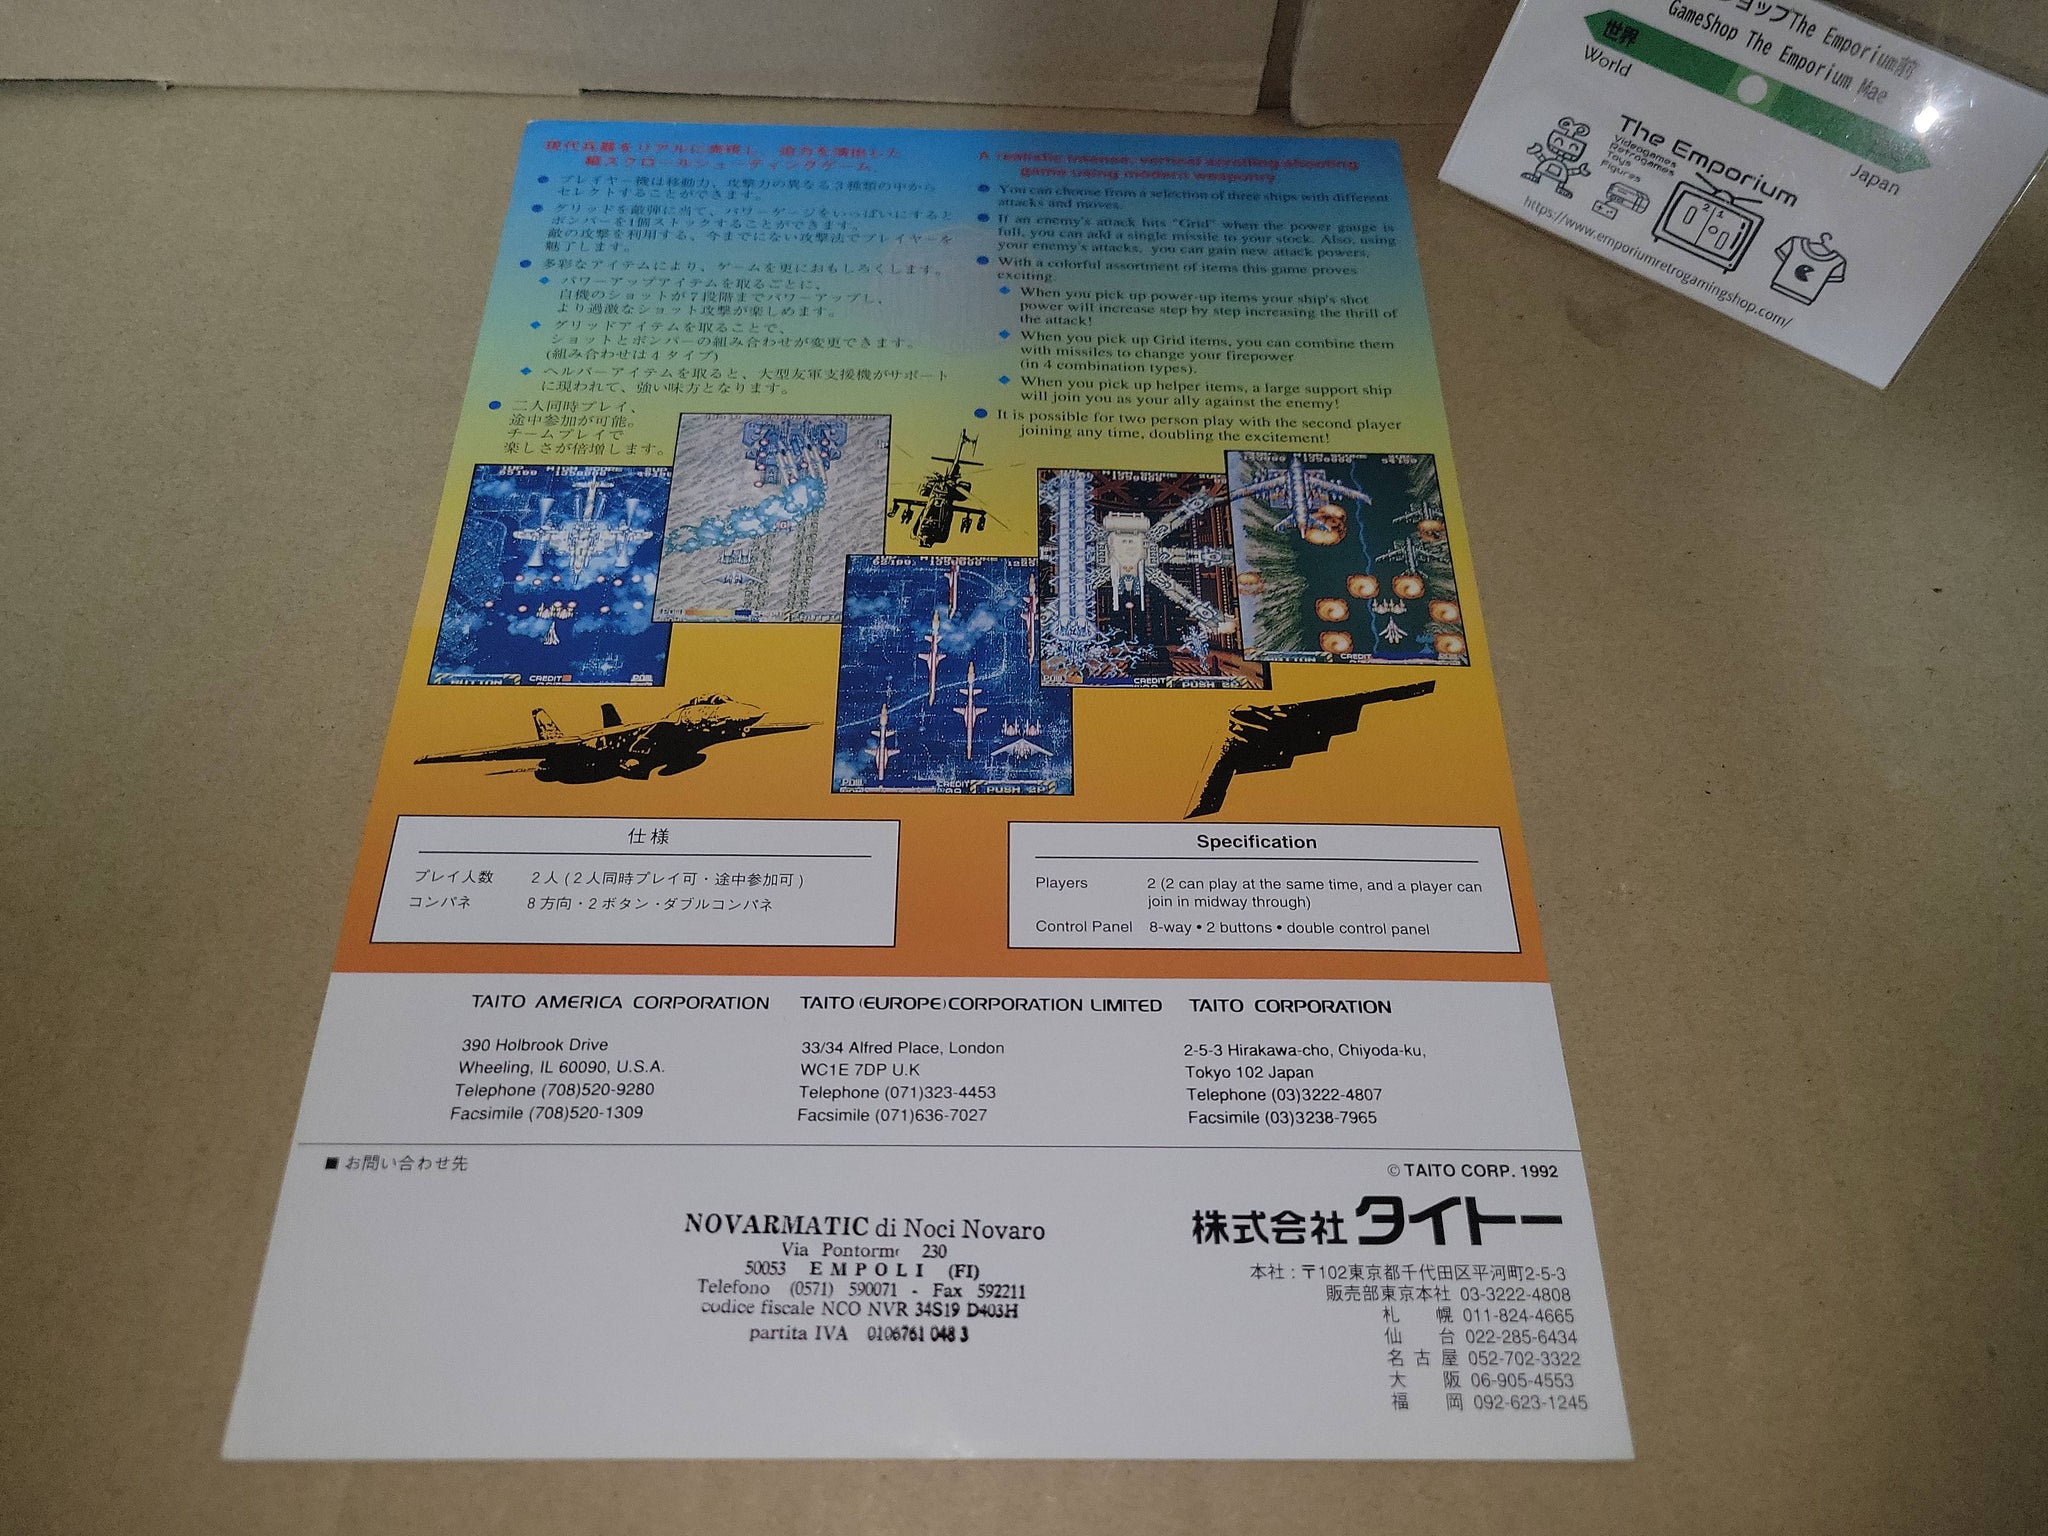 現代兵器をリアルに表現し、迫力を演出した
縦スクロールシューティングゲーム。
● プレイヤー機は移動力、攻撃力の異なる3種類の中から
セレクトすることができます。
● グリッドを敵弾に当て、パワーゲージをいっぱいにすると
ボンバーを1個ストックすることができます。
敵の攻撃を利用する、今までにない攻撃法でプレイヤーを
魅了します。
● 多彩なアイテムにより、ゲームを更におもしろくします。
◆ パワーアップアイテムを取るごとに、
自機のショットが7段階までパワーアップし、
より過激なショット攻撃が楽しめます。
◆ グリッドアイテムを取ることで、
ショットとボンバーの組み合わせが変更できます。
(組み合わせは4タイプ)
◆ ヘルパーアイテムを取ると、大型友軍支援機がサポート
に現われて、強い味方となります。
● 二人同時プレイ、
途中参加が可能。
チームプレイで
楽しさが倍増します。
A realistic intense, vertical scrolling shooting
game using modern weaponry
● You can choose from a selection of three ships with different
attacks and moves.
● If an enemy's attack hits "Grid" when the power gauge is
full, you can add a single missile to your stock. Also, using
your enemy's attacks, you can gain new attack powers.
● With a colorful assortment of items this game proves
exciting.
◆ When you pick up power-up items your ship's shot
power will increase step by step increasing the thrill of
the attack!
◆ When you pick up Grid items, you can combine them
with missiles to change your firepower
(in 4 combination types).
◆ When you pick up helper items, a large support ship
will join you as your ally against the enemy!
● It is possible for two person play with the second player
joining any time, doubling the excitement!
仕様
プレイ人数 2人(2人同時プレイ可・途中参加可)
コンパネ 8方向・2ボタン・ダブルコンパネ
Specification
Players 2 (2 can play at the same time, and a player can
join in midway through)
Control Panel 8-way • 2 buttons • double control panel
TAITO AMERICA CORPORATION
390 Holbrook Drive
Wheeling, IL 60090, U.S.A.
Telephone (708)520-9280
Facsimile (708)520-1309
TAITO (EUROPE) CORPORATION LIMITED
33/34 Alfred Place, London
WC1E 7DP U.K
Telephone (071)323-4453
Facsimile (071)636-7027
TAITO CORPORATION
2-5-3 Hirakawa-cho, Chiyoda-ku,
Tokyo 102 Japan
Telephone (03)3222-4807
Facsimile (03)3238-7965
■ お問い合わせ先
NOVARMATIC di Noci Novaro
Via Pontorm 230
50053 EMPOLI (FI)
Telefono (0571) 590071 - Fax 592211
codice fiscale NCO NVR 34S19 D403H
partita IVA 0106761 048 3
© TAITO CORP. 1992
株式会社タイトー
本社:〒102東京都千代田区平河町2-5-3
販売部東京本社 03-3222-4808
札幌 011-824-4665
仙台 022-285-6434
名古屋 052-702-3322
大阪 06-905-4553
福岡 092-623-1245
ョップThe Emporium前
GameShop The Emporium Mae
世界
World
Japan
The Emporium
Videogames
Retrogames
Toys
Figures
https://www.emporiumretrogamingshop.com/